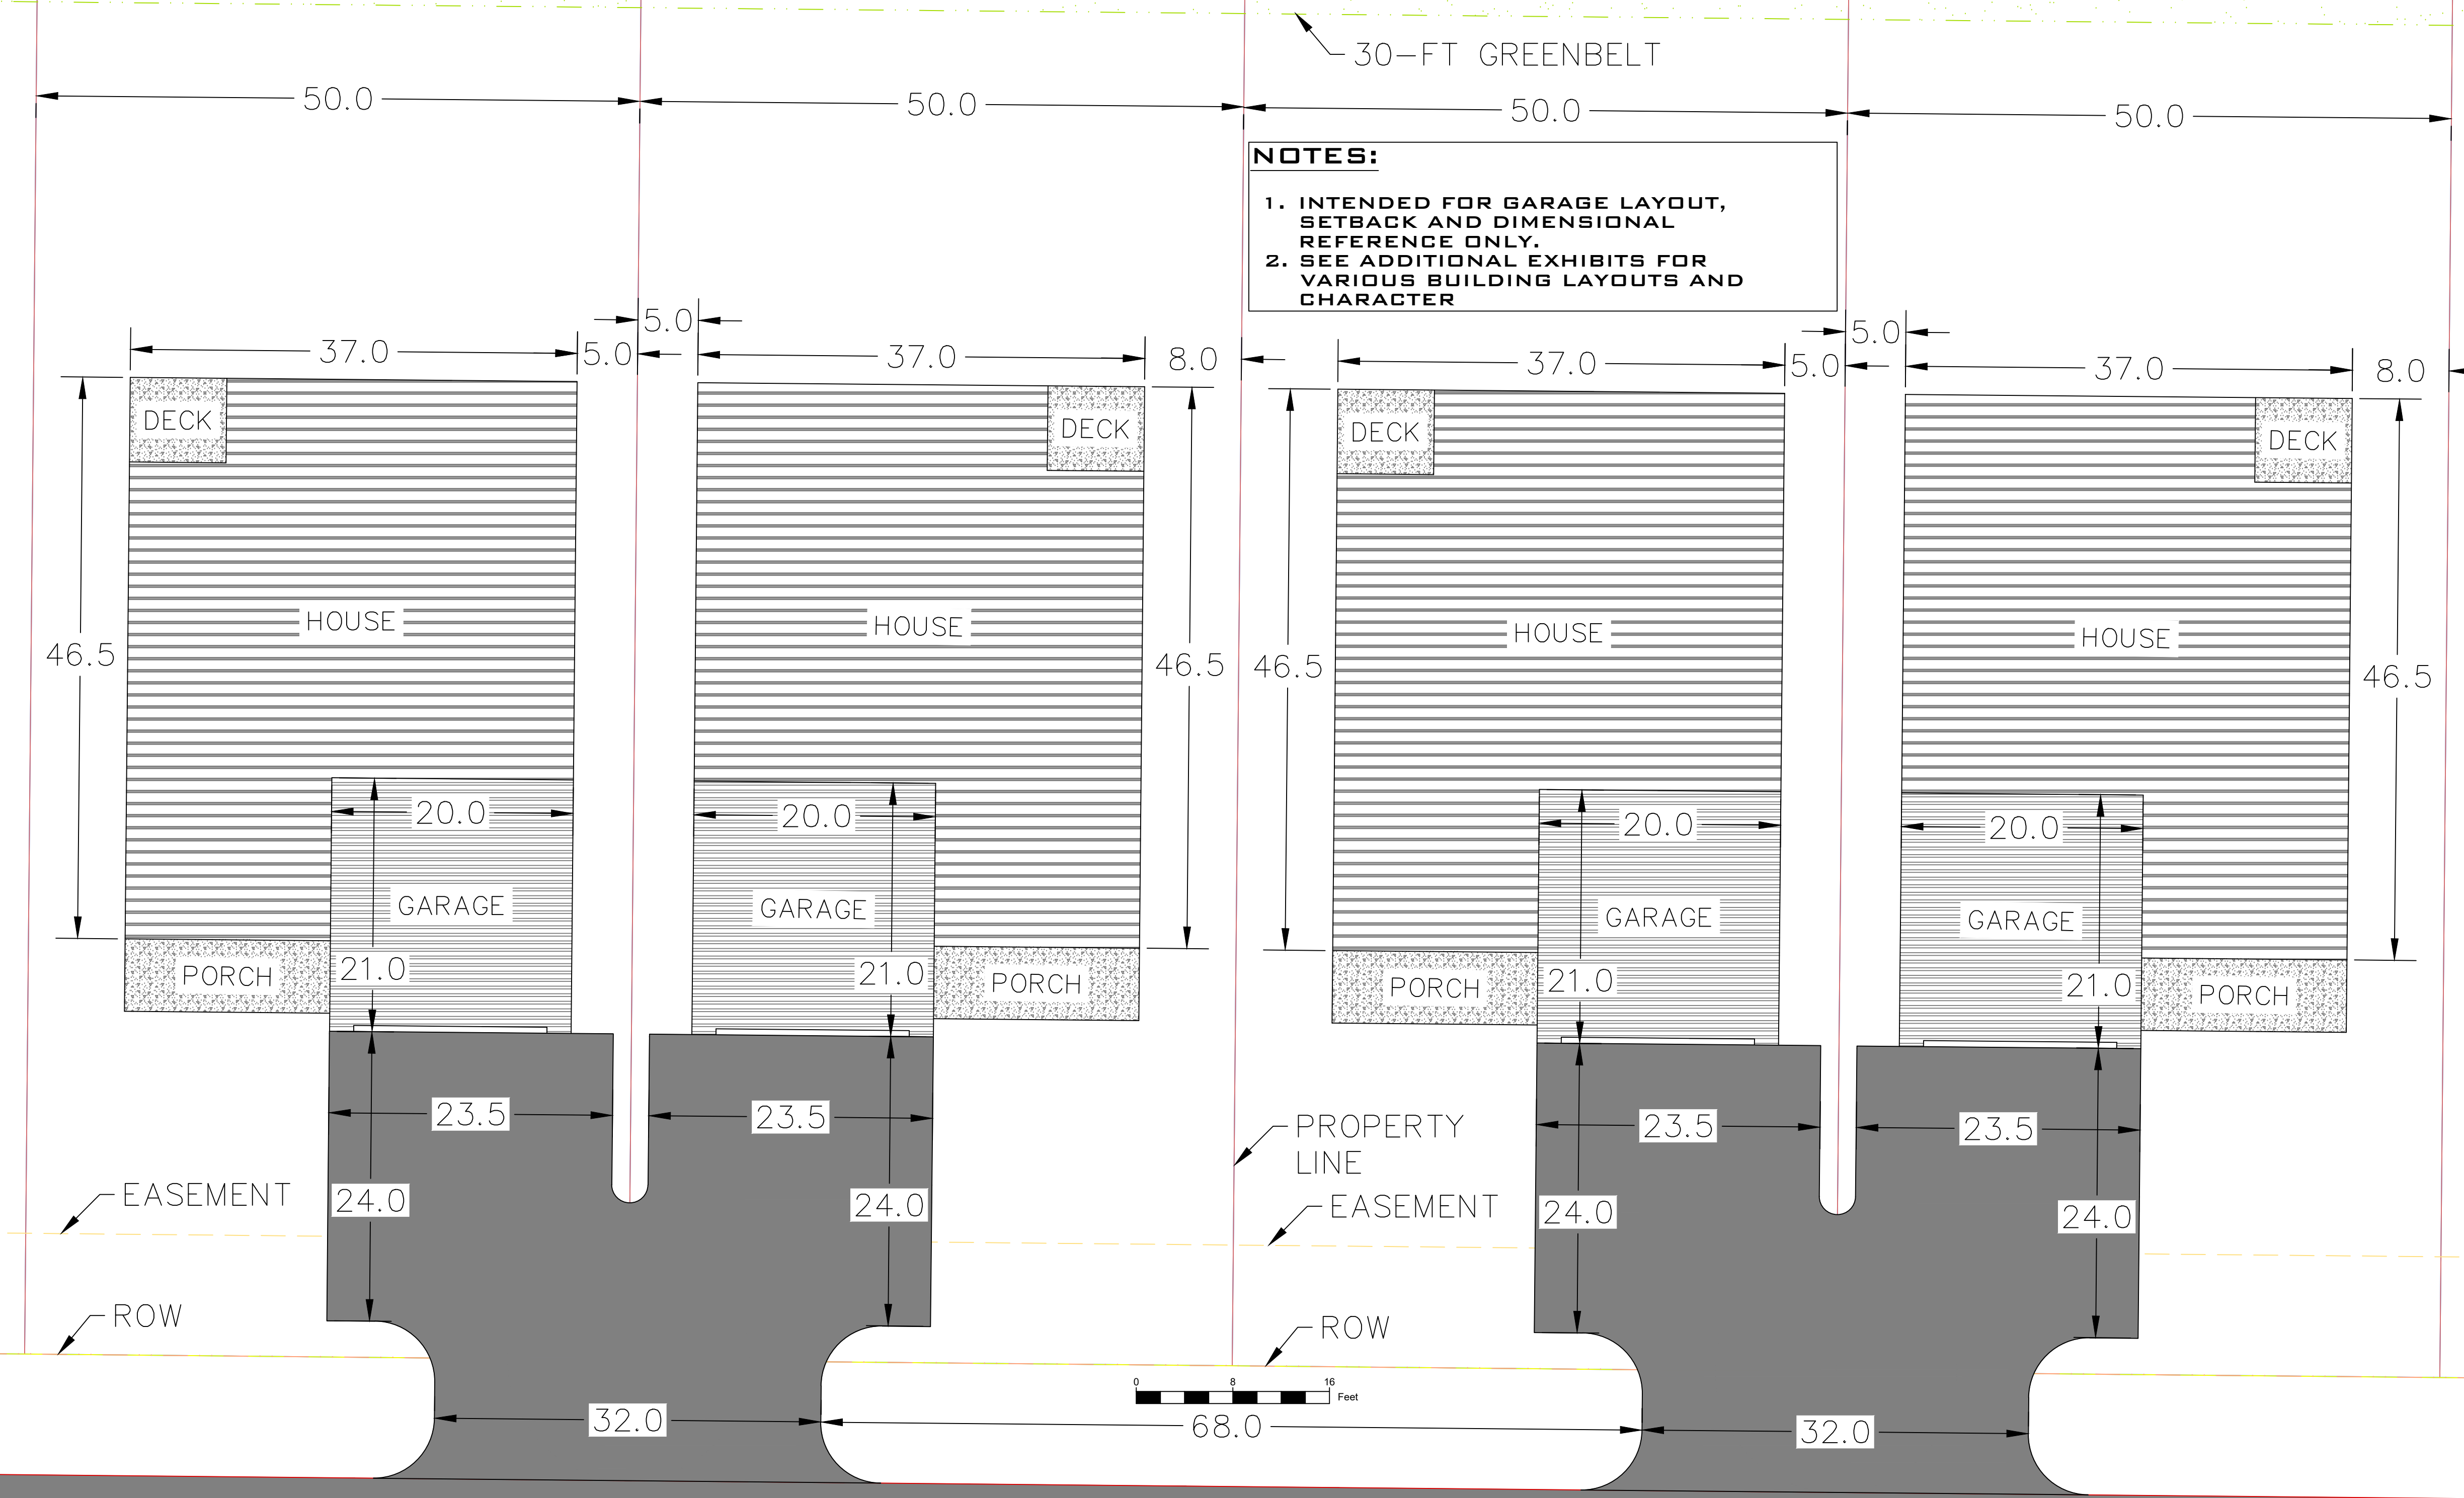 30-FT GREENBELT
50.0
50.0
50.0
50.0
NOTES:
1. INTENDED FOR GARAGE LAYOUT,
SETBACK AND DIMENSIONAL
REFERENCE ONLY.
2. SEE ADDITIONAL EXHIBITS FOR
VARIOUS BUILDING LAYOUTS AND
CHARACTER
5.0
5.0
37.0
5.0
37.0
8.0
37.0
5.0
37.0
8.0
DECK
DECK
DECK
DECK
HOUSE
HOUSE
HOUSE
HOUSE
46.5
46.5
46.5
46.5
20.0
20.0
20.0
20.0
GARAGE
GARAGE
GARAGE
GARAGE
PORCH
21.0
21.0
PORCH
PORCH
21.0
21.0
PORCH
23.5
23.5
PROPERTY
LINE
23.5
23.5
EASEMENT
24.0
24.0
EASEMENT
24.0
24.0
ROW
ROW
0 8 16
Feet
32.0
68.0
32.0